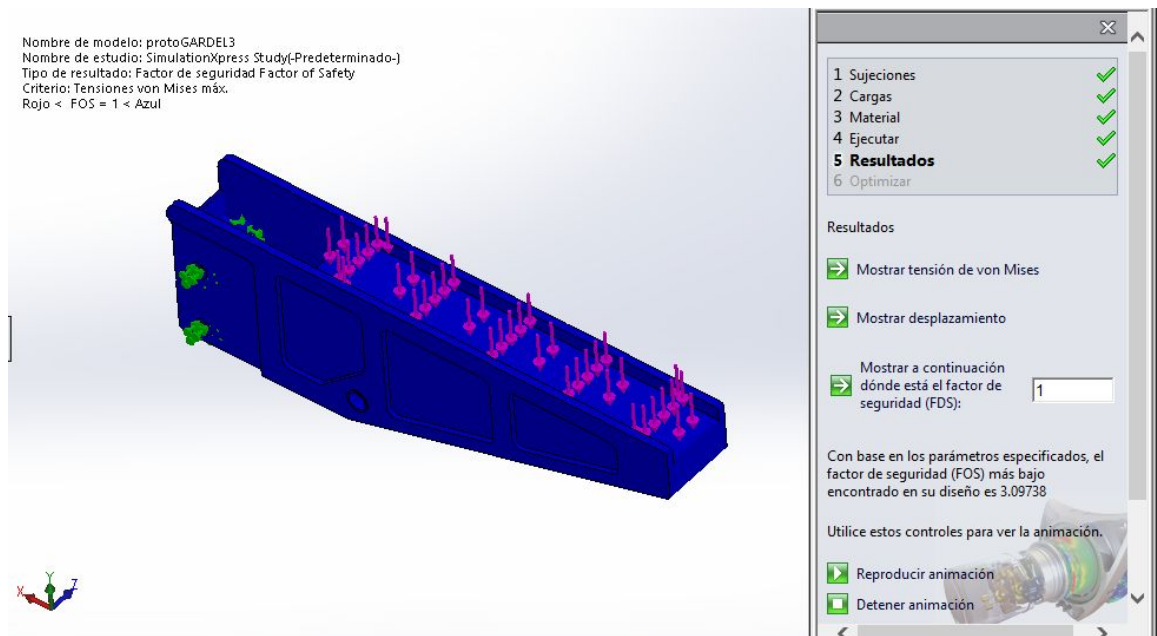 Nombre de modelo: protoGARDEL3
Nombre de estudio: SimulationXpress Study(-Predeterminado-)
Tipo de resultado: Factor de seguridad Factor of Safety
Criterio: Tensiones von Mises máx.
Rojo < FOS = 1 < Azul
Y
X
Z
1 Sujeciones
2 Cargas
3 Material
4 Ejecutar
5 Resultados
6 Optimizar
Resultados
Mostrar tensión de von Mises
Mostrar desplazamiento
Mostrar a continuación
dónde está el factor de
seguridad (FDS):
1
Con base en los parámetros especificados, el
factor de seguridad (FOS) más bajo
encontrado en su diseño es 3.09738
Utilice estos controles para ver la animación.
Reproducir animación
Detener animación